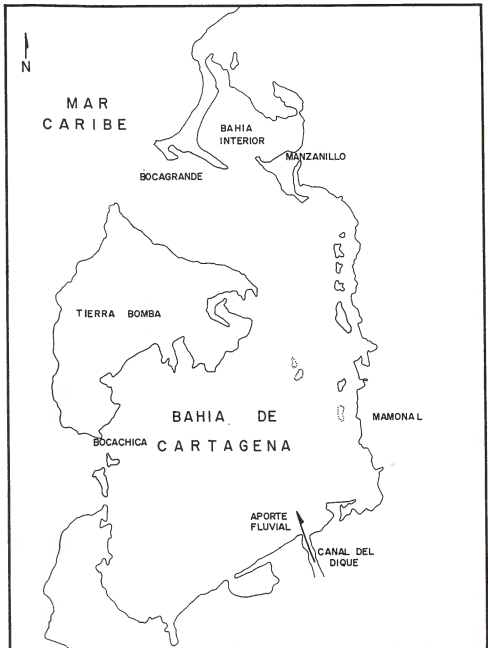 N
MAR
CARIBE
BAHIA
INTERIOR
MANZANILLO
BOCAGRANDE
TIERRA BOMBA
BAHIA DE
CARTAGENA
MAMONAL
BOCACHICA
APORTE
FLUVIAL
CANAL DEL
DIQUE